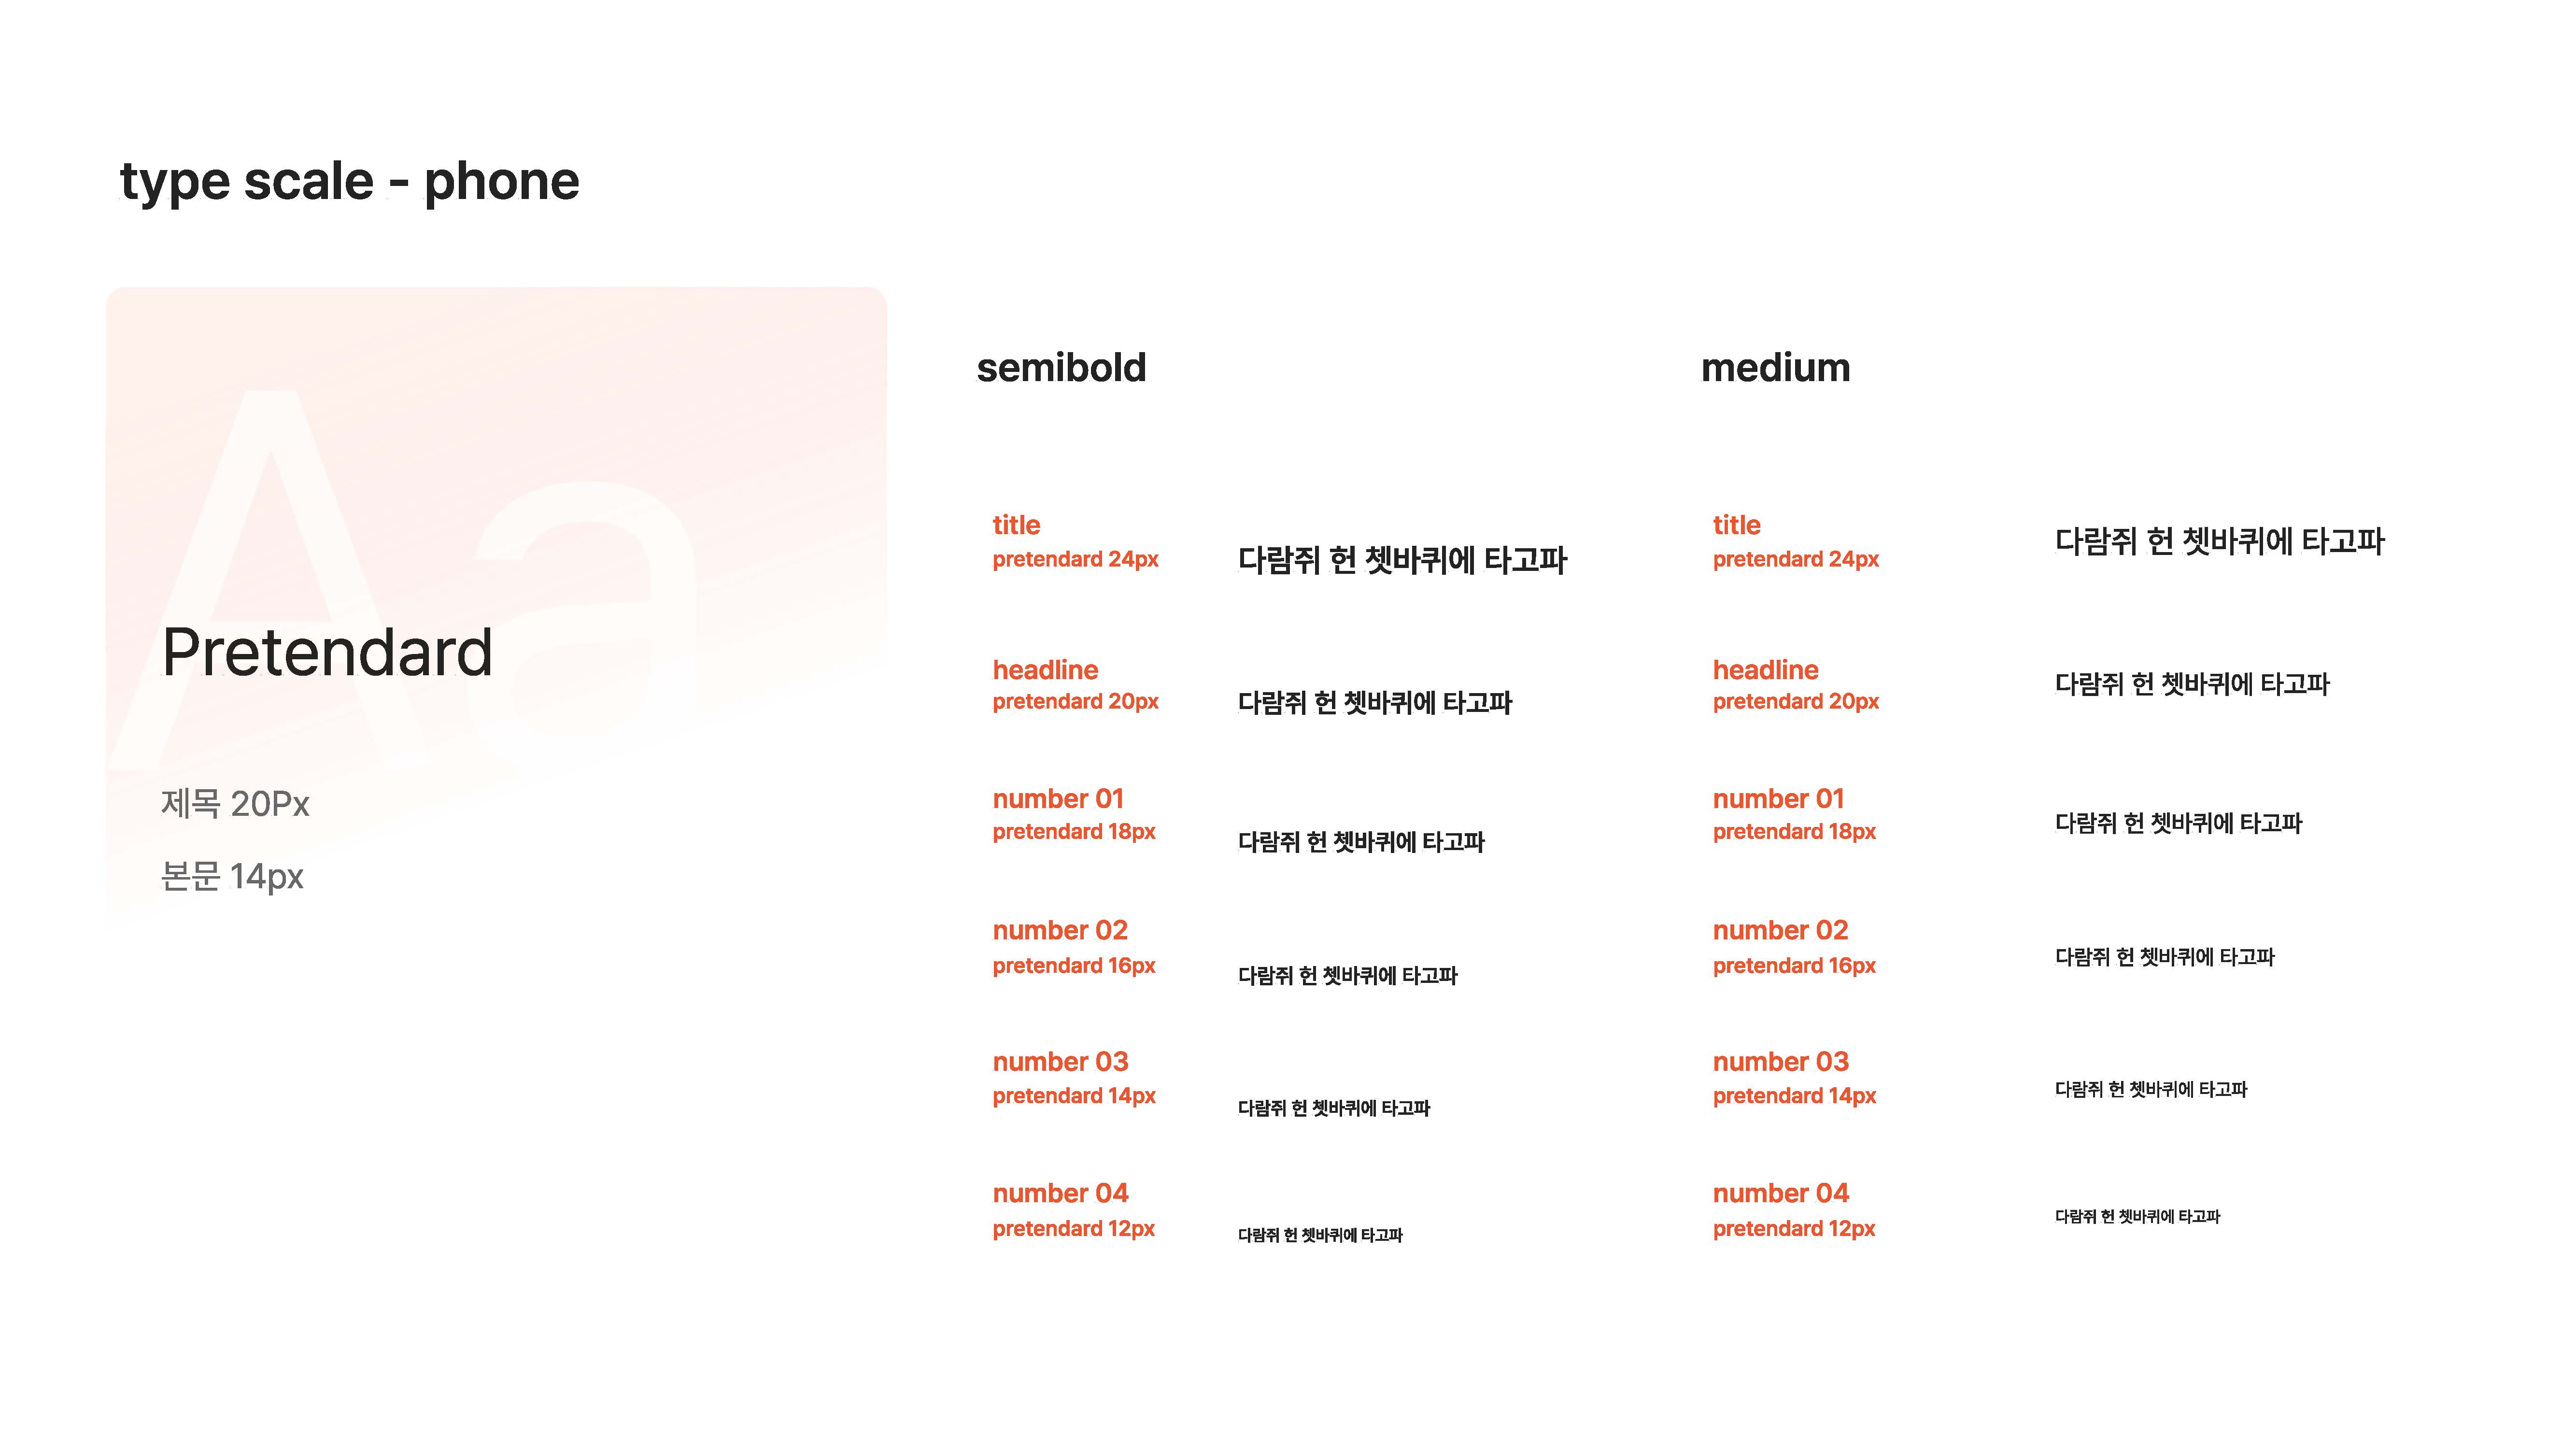 type scale - phone
Aa
Pretendard
제목 20Px
본문 14px
semibold
title
pretendard 24px
다람쥐 헌 쳇바퀴에 타고파
headline
pretendard 20px
다람쥐 헌 쳇바퀴에 타고파
number 01
pretendard 18px
다람쥐 헌 쳇바퀴에 타고파
number 02
pretendard 16px
다람쥐 헌 쳇바퀴에 타고파
number 03
pretendard 14px
다람쥐 헌 쳇바퀴에 타고파
number 04
pretendard 12px
다람쥐 헌 쳇바퀴에 타고파
medium
title
pretendard 24px
다람쥐 헌 쳇바퀴에 타고파
headline
pretendard 20px
다람쥐 헌 쳇바퀴에 타고파
number 01
pretendard 18px
다람쥐 헌 쳇바퀴에 타고파
number 02
pretendard 16px
다람쥐 헌 쳇바퀴에 타고파
number 03
pretendard 14px
다람쥐 헌 쳇바퀴에 타고파
number 04
pretendard 12px
다람쥐 헌 쳇바퀴에 타고파